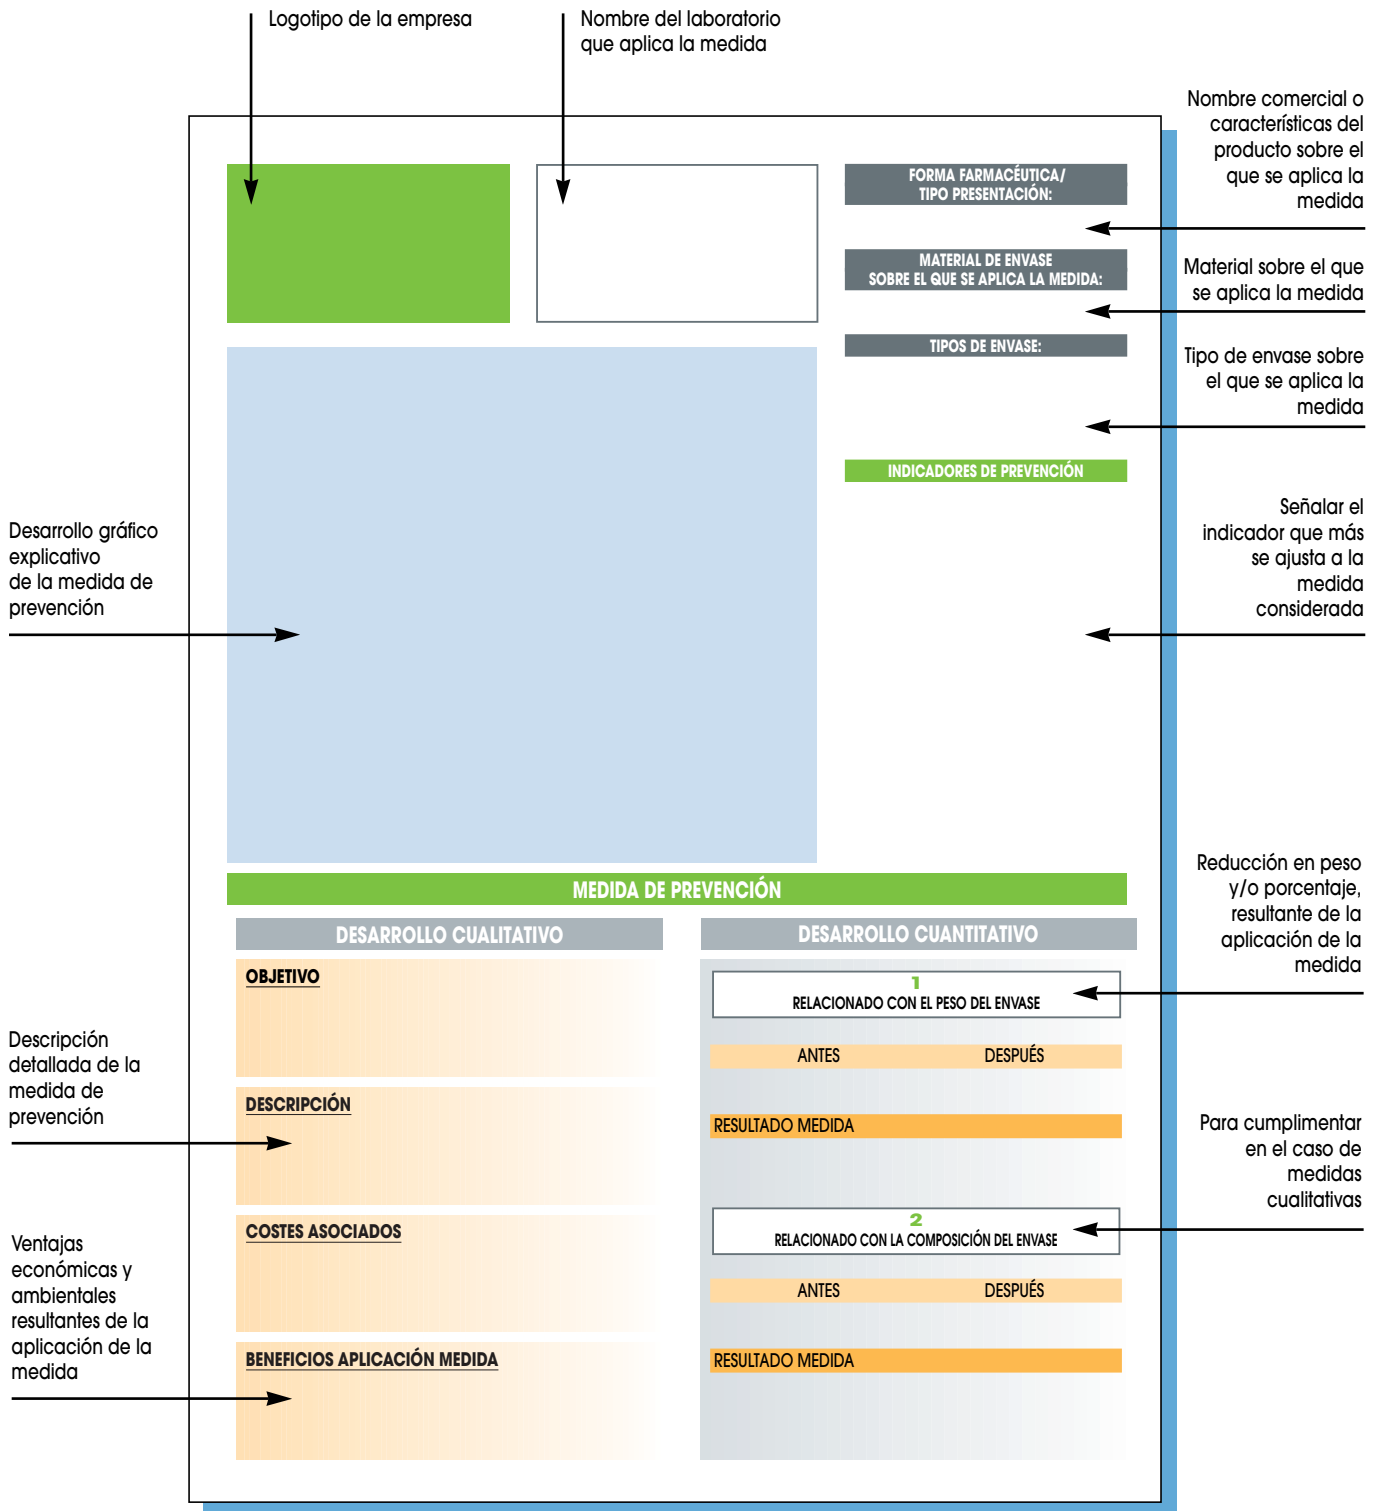 Logotipo de la empresa
Nombre del laboratorio
que aplica la medida
Nombre comercial o
características del
producto sobre el
que se aplica la
medida
FORMA FARMACÉUTICA/
TIPO PRESENTACIÓN:
MATERIAL DE ENVASE
SOBRE EL QUE SE APLICA LA MEDIDA:
Material sobre el que
se aplica la medida
TIPOS DE ENVASE:
Tipo de envase sobre
el que se aplica la
medida
INDICADORES DE PREVENCIÓN
Señalar el
indicador que más
se ajusta a la
medida
considerada
Desarrollo gráfico
explicativo
de la medida de
prevención
MEDIDA DE PREVENCIÓN
DESARROLLO CUALITATIVO
DESARROLLO CUANTITATIVO
Reducción en peso
y/o porcentaje,
resultante de la
aplicación de la
medida
OBJETIVO
1
RELACIONADO CON EL PESO DEL ENVASE
ANTES DESPUÉS
Descripción
detallada de la
medida de
prevención
DESCRIPCIÓN
RESULTADO MEDIDA
Para cumplimentar
en el caso de
medidas
cualitativas
COSTES ASOCIADOS
2
RELACIONADO CON LA COMPOSICIÓN DEL ENVASE
ANTES DESPUÉS
Ventajas
económicas y
ambientales
resultantes de la
aplicación de la
medida
BENEFICIOS APLICACIÓN MEDIDA
RESULTADO MEDIDA